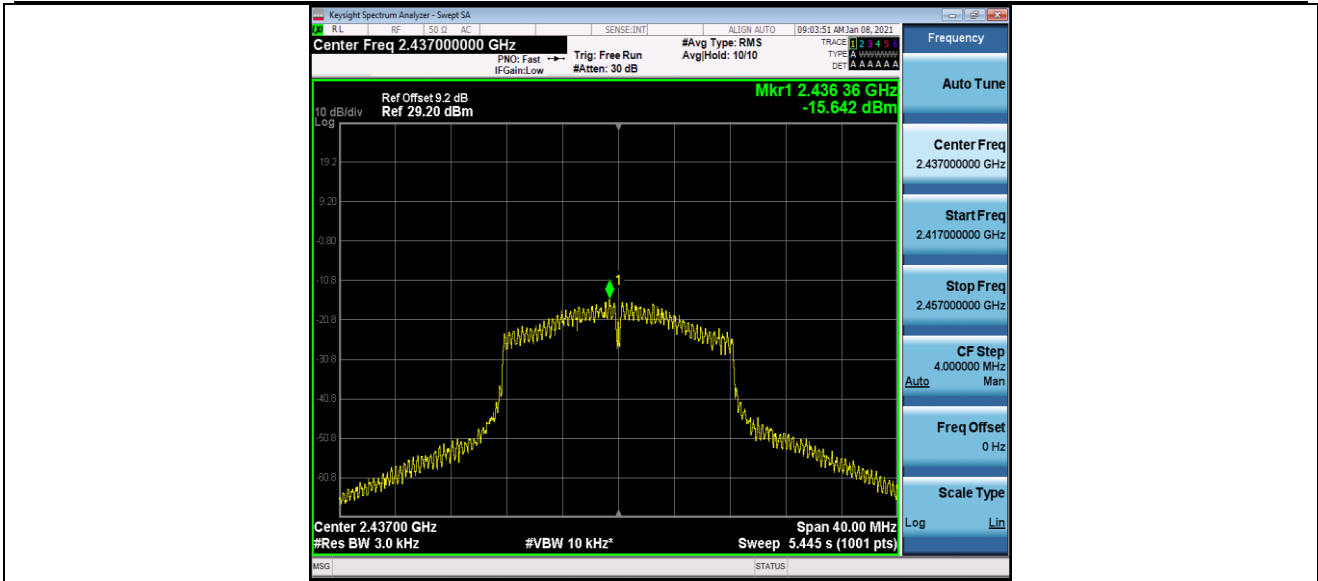 Keysight Spectrum Analyzer - Swept SA
RL RF 50 Ω AC SENSE:INT ALIGN AUTO 09:03:51 AM Jan 08, 2021
Center Freq 2.437000000 GHz
PNO: Fast
IFGain:Low
Trig: Free Run
#Atten: 30 dB
#Avg Type: RMS
Avg|Hold: 10/10
TRACE 1 2 3 4 5 6
TYPE A WWWWW
DET A A A A A A
Mkr1 2.436 36 GHz
-15.642 dBm
Ref Offset 9.2 dB
10 dB/div Ref 29.20 dBm
Log
19.2
9.20
-0.80
-10.8
-20.8
-30.8
-40.8
-50.8
-60.8
1
Center 2.43700 GHz Span 40.00 MHz
#Res BW 3.0 kHz #VBW 10 kHz* Sweep 5.445 s (1001 pts)
MSG STATUS
Frequency
Auto Tune
Center Freq
2.437000000 GHz
Start Freq
2.417000000 GHz
Stop Freq
2.457000000 GHz
CF Step
4.000000 MHz
Auto Man
Freq Offset
0 Hz
Scale Type
Log Lin